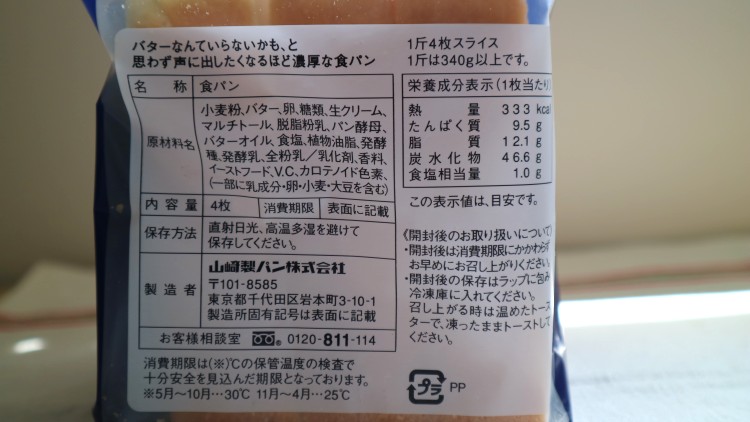 バターなんていらないかも、と
思わず声に出したくなるほど濃厚な食パン
名 称 食パン
原材料名
小麦粉、バター、卵、糖類、生クリーム、
マルチトール、脱脂粉乳、パン酵母、
バターオイル、食塩、植物油脂、発酵
種、発酵乳、全粉乳/乳化剤、香料、
イーストフード、V.C、カロテノイド色素、
(一部に乳成分・卵・小麦・大豆を含む)
内 容 量 4枚 消費期限 表面に記載
保存方法
直射日光、高温多湿を避けて
保存してください。
製 造 者
山崎製パン株式会社
〒101-8585
東京都千代田区岩本町3-10-1
製造所固有記号は表面に記載
お客様相談室 0120-811-114
消費期限は(※)℃の保管温度の検査で
十分安全を見込んだ期限となっております。
※5月〜10月…30℃ 11月〜4月…25℃
1斤4枚スライス
1斤は340g以上です。
栄養成分表示(1枚当たり)
熱 量 333 kcal
たんぱく質 9.5 g
脂 質 12.1 g
炭水化物 46.6 g
食塩相当量 1.0 g
この表示値は、目安です。
《開封後のお取り扱いについて》
・開封後は消費期限にかかわらず
お早めにお召し上がりください。
・開封後の保存はラップに包み
冷凍庫に入れてください。
召し上がる時は温めたトース
ターで、凍ったままトーストして
ください。
プラ PP